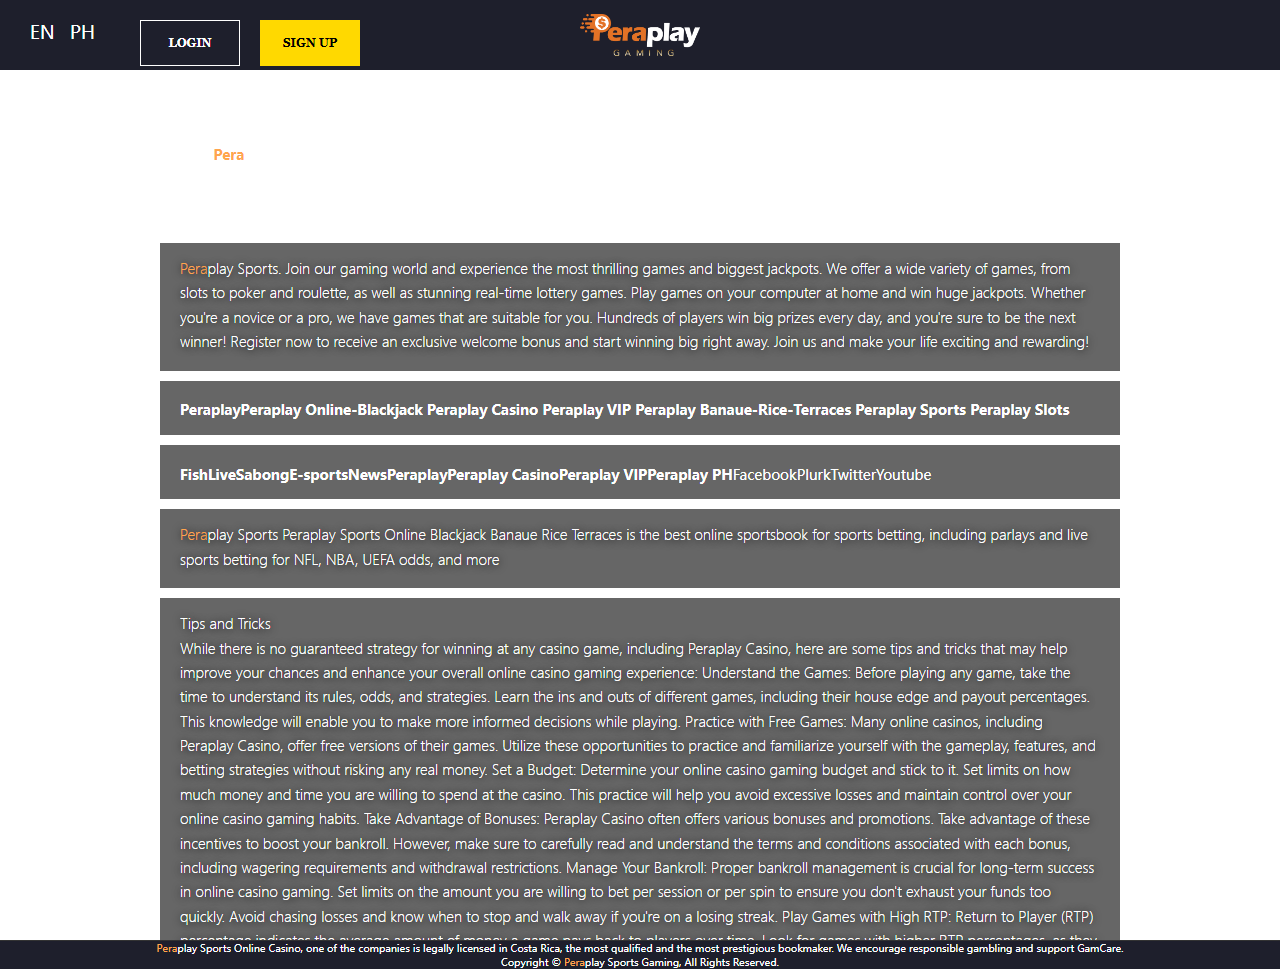 EN PH
LOGIN
SIGN UP
Peraplay
GAMING
Pera
Peraplay Sports. Join our gaming world and experience the most thrilling games and biggest jackpots. We offer a wide variety of games, from
slots to poker and roulette, as well as stunning real-time lottery games. Play games on your computer at home and win huge jackpots. Whether
you're a novice or a pro, we have games that are suitable for you. Hundreds of players win big prizes every day, and you're sure to be the next
winner! Register now to receive an exclusive welcome bonus and start winning big right away. Join us and make your life exciting and rewarding!
PeraplayPeraplay Online-Blackjack Peraplay Casino Peraplay VIP Peraplay Banaue-Rice-Terraces Peraplay Sports Peraplay Slots
FishLiveSabongE-sportsNewsPeraplayPeraplay CasinoPeraplay VIPPeraplay PHFacebookPlurkTwitterYoutube
Peraplay Sports Peraplay Sports Online Blackjack Banaue Rice Terraces is the best online sportsbook for sports betting, including parlays and live
sports betting for NFL, NBA, UEFA odds, and more
Tips and Tricks
While there is no guaranteed strategy for winning at any casino game, including Peraplay Casino, here are some tips and tricks that may help
improve your chances and enhance your overall online casino gaming experience: Understand the Games: Before playing any game, take the
time to understand its rules, odds, and strategies. Learn the ins and outs of different games, including their house edge and payout percentages.
This knowledge will enable you to make more informed decisions while playing. Practice with Free Games: Many online casinos, including
Peraplay Casino, offer free versions of their games. Utilize these opportunities to practice and familiarize yourself with the gameplay, features, and
betting strategies without risking any real money. Set a Budget: Determine your online casino gaming budget and stick to it. Set limits on how
much money and time you are willing to spend at the casino. This practice will help you avoid excessive losses and maintain control over your
online casino gaming habits. Take Advantage of Bonuses: Peraplay Casino often offers various bonuses and promotions. Take advantage of these
incentives to boost your bankroll. However, make sure to carefully read and understand the terms and conditions associated with each bonus,
including wagering requirements and withdrawal restrictions. Manage Your Bankroll: Proper bankroll management is crucial for long-term success
in online casino gaming. Set limits on the amount you are willing to bet per session or per spin to ensure you don't exhaust your funds too
quickly. Avoid chasing losses and know when to stop and walk away if you're on a losing streak. Play Games with High RTP: Return to Player (RTP)
percentage indicates the average amount of money a game pays back to players over time. Look for games with higher RTP percentages, as they
Peraplay Sports Online Casino, one of the companies is legally licensed in Costa Rica, the most qualified and the most prestigious bookmaker. We encourage responsible gambling and support GamCare.
Copyright © Peraplay Sports Gaming, All Rights Reserved.